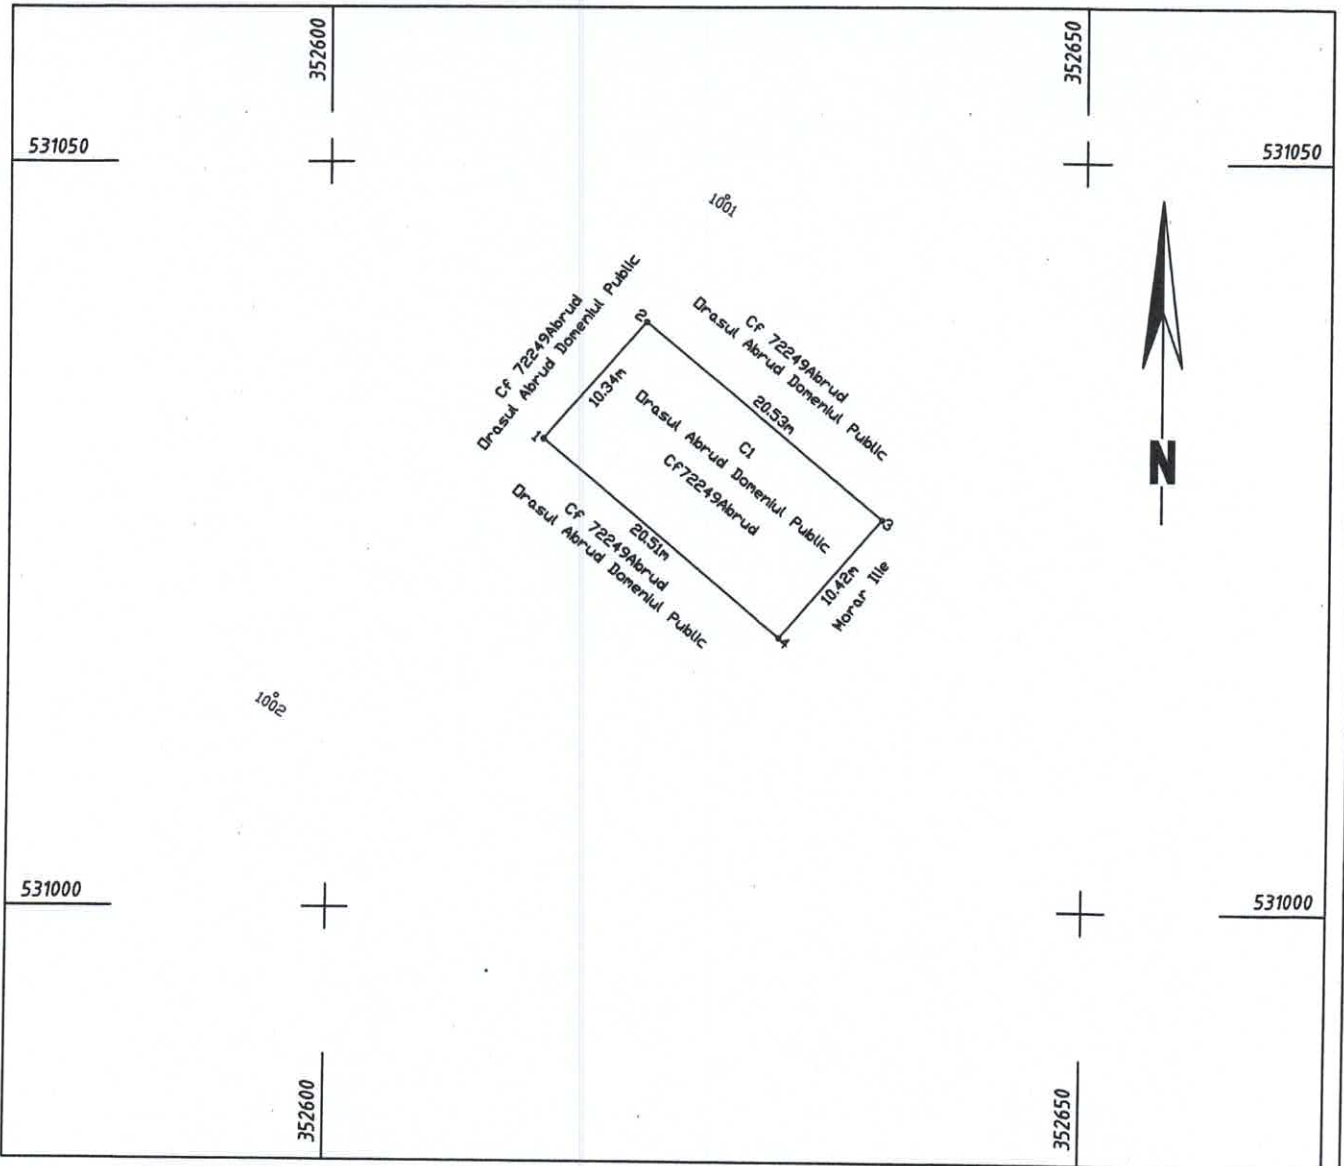 352600
352650
531050
531050
1001
Cf 72249Abrud
Orasul Abrud Domeniul Public
2
Cf 72249Abrud
Orasul Abrud Domeniul Public
10.34m
20.53m
1
C1
Orasul Abrud Domeniul Public
Cf72249Abrud
N
3
20.51m
Cf 72249Abrud
Orasul Abrud Domeniul Public
10.42m
Morar Ilie
4
1002
531000
531000
352600
352650